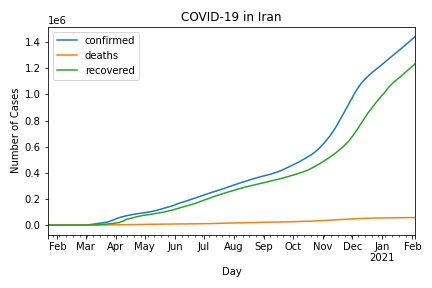 COVID-19 in Iran
1e6
1.4
1.2
1.0
0.8
0.6
0.4
0.2
0.0
Number of Cases
confirmed
deaths
recovered
Feb Mar Apr May Jun Jul Aug Sep Oct Nov Dec Jan Feb
2021
Day